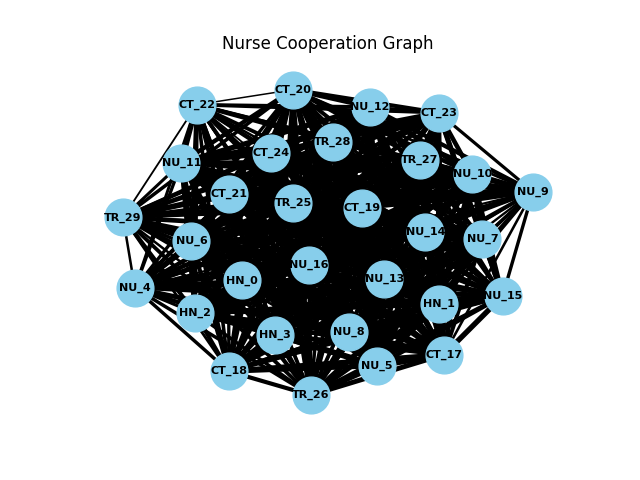 Nurse Cooperation Graph
CT_20
CT_22
NU_12
CT_23
TR_28
CT_24
TR_27
NU_11
NU_10
NU_9
CT_21
TR_25
CT_19
TR_29
NU_14
NU_7
NU_6
NU_16
NU_13
HN_0
NU_4
NU_15
HN_1
HN_2
NU_8
HN_3
CT_17
NU_5
CT_18
TR_26